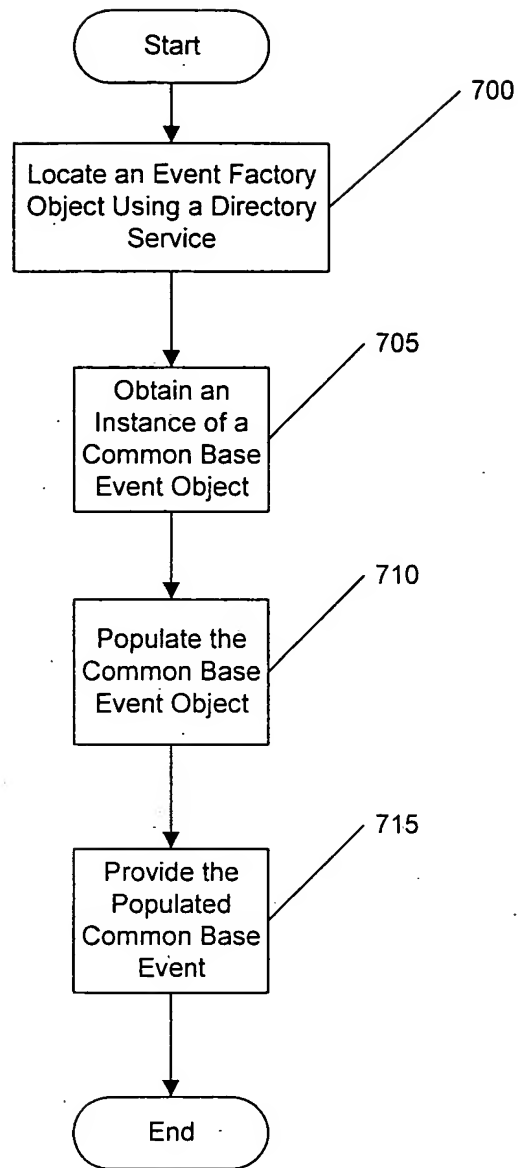 Start
700
Locate an Event Factory
Object Using a Directory
Service
705
Obtain an
Instance of a
Common Base
Event Object
710
Populate the
Common Base
Event Object
715
Provide the
Populated
Common Base
Event
End